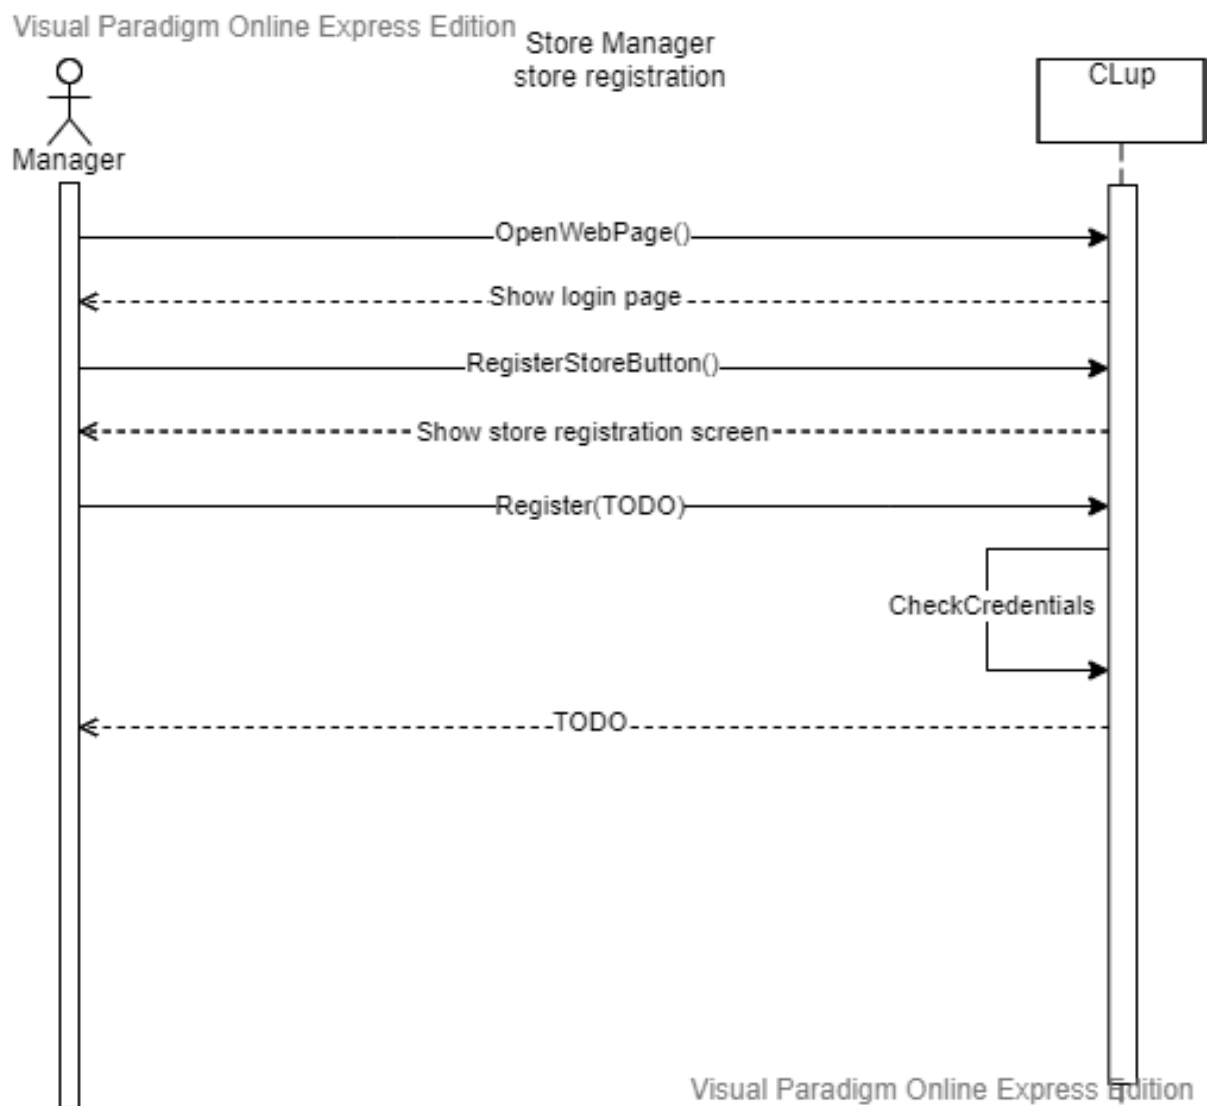 Visual Paradigm Online Express Edition
Store Manager
store registration
CLup
Manager
OpenWebPage()
Show login page
RegisterStoreButton()
Show store registration screen
Register(TODO)
CheckCredentials
TODO
Visual Paradigm Online Express Edition